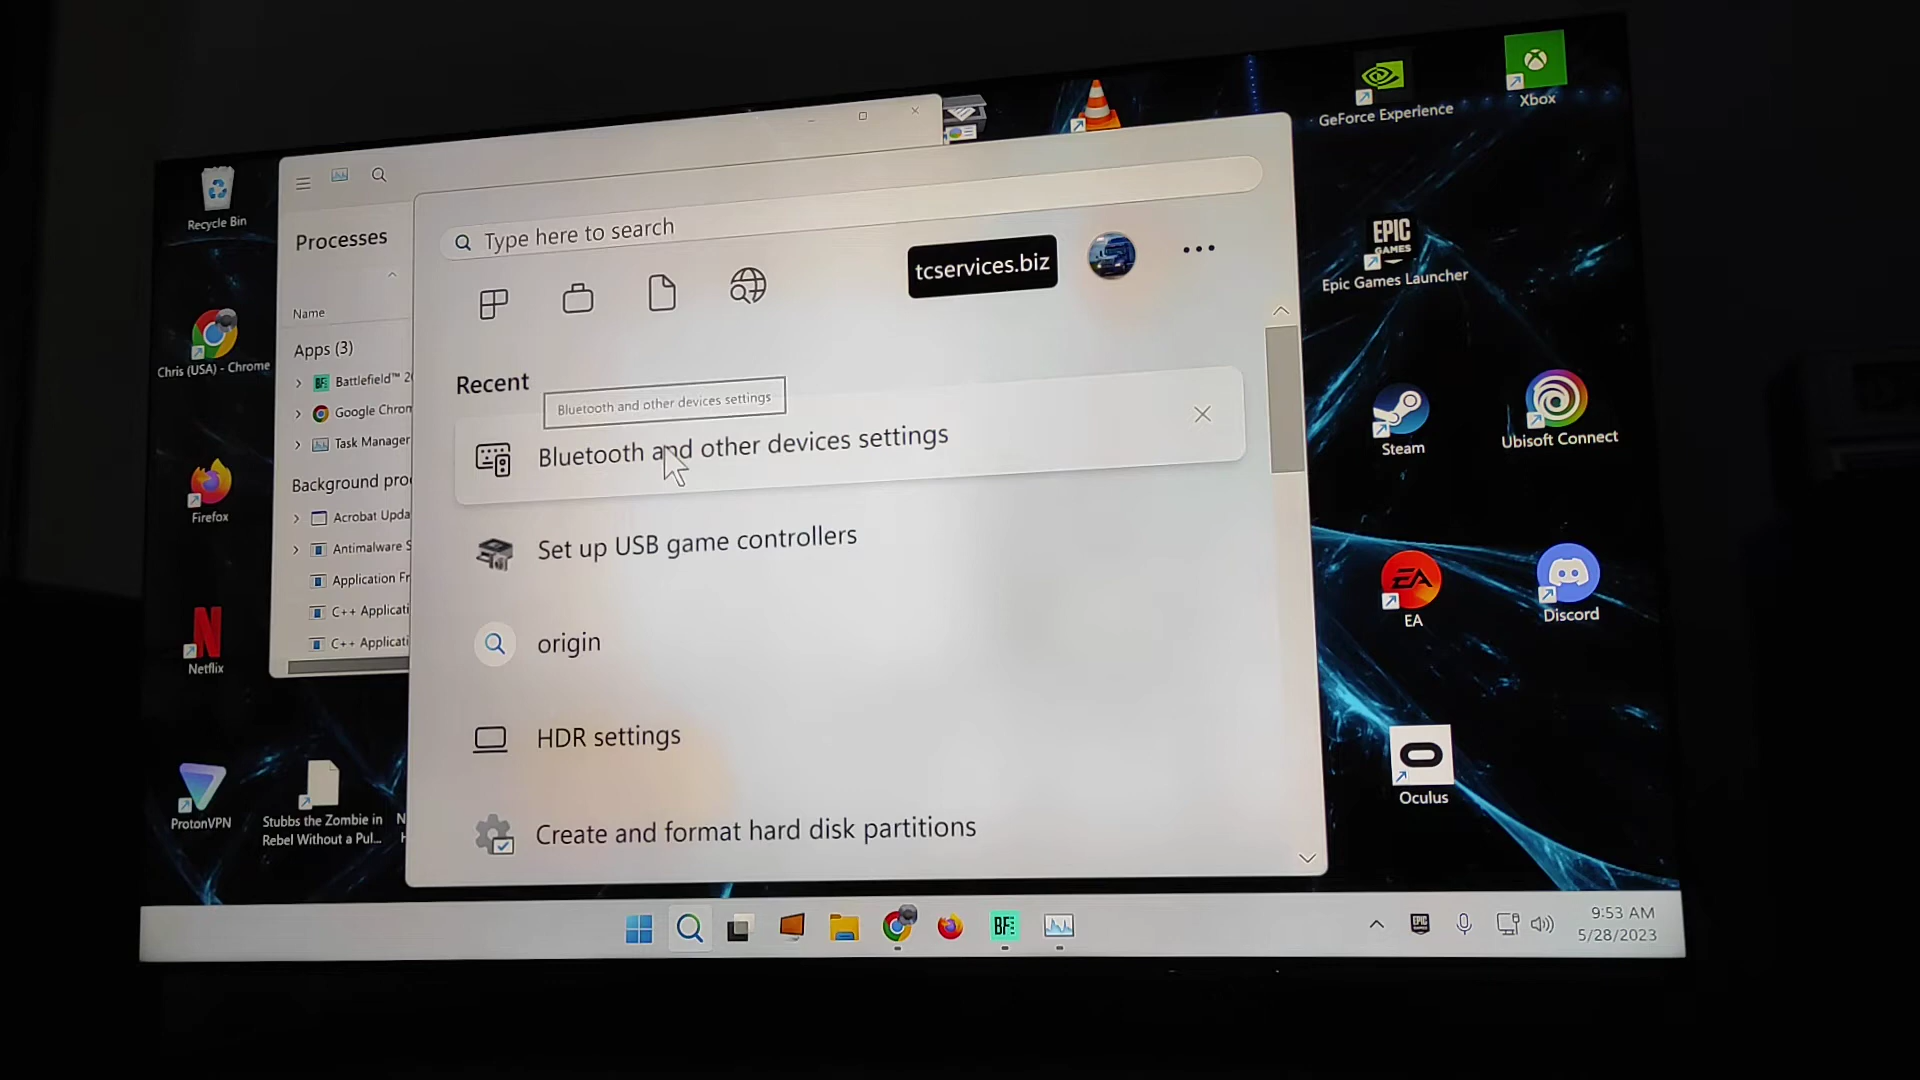 GeForce Experience
Xbox
Recycle Bin
Processes
Type here to search
tcservices.biz
EPIC
GAMES
Epic Games Launcher
Name
Chris (USA) - Chrome
Apps (3)
Recent
BF
Battlefield™ 2
Bluetooth and other devices settings
Google Chrom
Bluetooth and other devices settings
Task Manager
Steam
Ubisoft Connect
Background pro
Firefox
Acrobat Upda
Set up USB game controllers
Antimalware S
Application Fr
EA
EA
Discord
C++ Applicati
C++ Applicati
origin
Netflix
HDR settings
Oculus
ProtonVPN
Stubbs the Zombie in
Rebel Without a Pul...
N
H
Create and format hard disk partitions
BF
EPIC
9:53 AM
5/28/2023